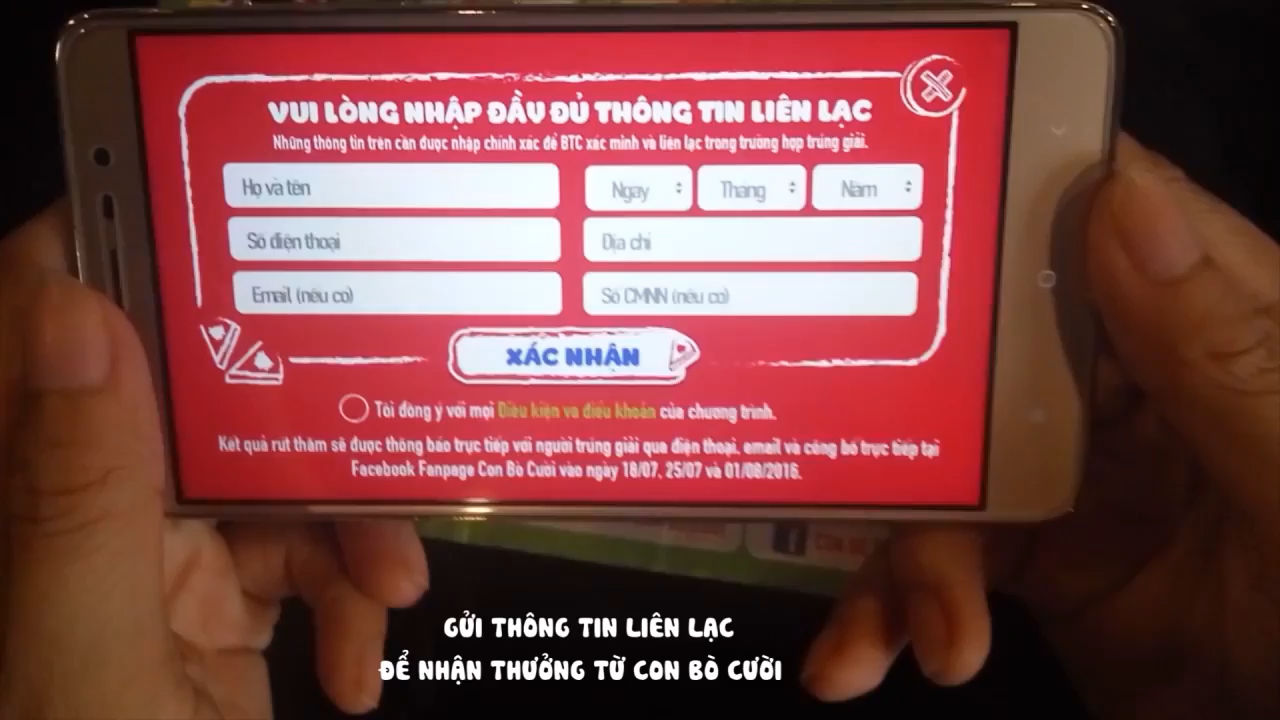 VUI LÒNG NHẬP ĐẦY ĐỦ THÔNG TIN LIÊN LẠC
Những thông tin trên cần được nhập chính xác để BTC xác minh và liên lạc trong trường hợp trúng giải.
Họ và tên
Ngày
Tháng
Năm
Số điện thoại
Địa chỉ
Email (nếu có)
Số CMNN (nếu có)
XÁC NHẬN
Tôi đồng ý với mọi Điều kiện và điều khoản của chương trình.
Kết quả rút thăm sẽ được thông báo trực tiếp với người trúng giải qua điện thoại, email và công bố trực tiếp tại
Facebook Fanpage Con Bò Cười vào ngày 18/07, 25/07 và 01/08/2016.
f CON BÒ
GỬI THÔNG TIN LIÊN LẠC
ĐỂ NHẬN THƯỞNG TỪ CON BÒ CƯỜI